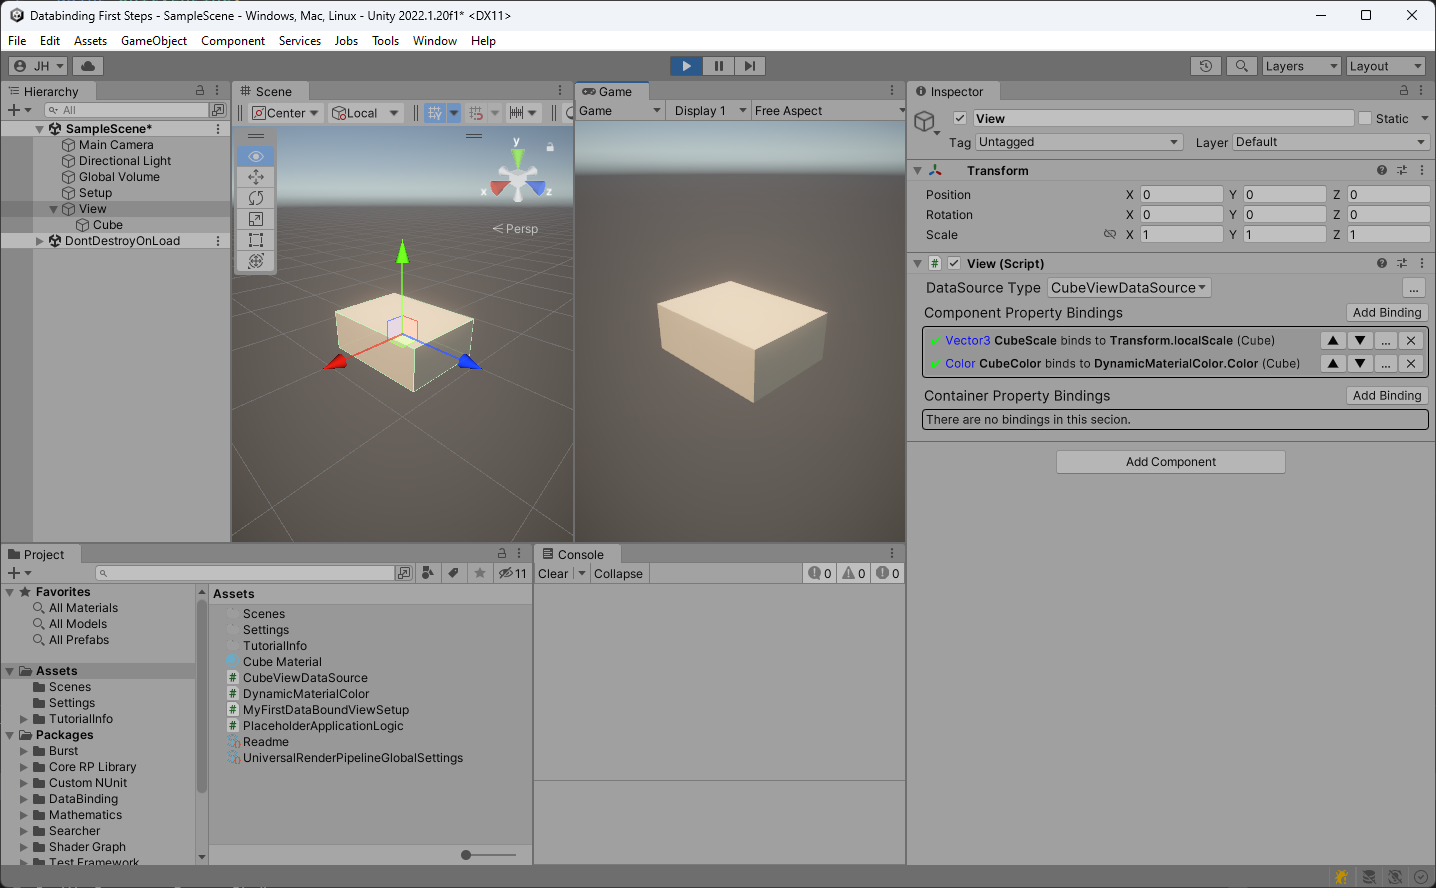 Databinding First Steps - SampleScene - Windows, Mac, Linux - Unity 2022.1.20f1* <DX11>
File Edit Assets GameObject Component Services Jobs Tools Window Help
JH
Layers
Layout
Hierarchy
All
SampleScene*
Main Camera
Directional Light
Global Volume
Setup
View
Cube
DontDestroyOnLoad
Scene
Center
Local
y
x
z
Persp
Game
Game
Display 1
Free Aspect
Inspector
View
Static
Tag
Untagged
Layer
Default
Transform
Position X 0 Y 0 Z 0
Rotation X 0 Y 0 Z 0
Scale X 1 Y 1 Z 1
# View (Script)
DataSource Type CubeViewDataSource ...
Component Property Bindings Add Binding
Vector3 CubeScale binds to Transform.localScale (Cube) ...
Color CubeColor binds to DynamicMaterialColor.Color (Cube) ...
Container Property Bindings Add Binding
There are no bindings in this secion.
Add Component
Project
11
Favorites
All Materials
All Models
All Prefabs
Assets
Scenes
Settings
TutorialInfo
Packages
Burst
Core RP Library
Custom NUnit
DataBinding
Mathematics
Searcher
Shader Graph
Test Framework
Assets
Scenes
Settings
TutorialInfo
Cube Material
# CubeViewDataSource
# DynamicMaterialColor
# MyFirstDataBoundViewSetup
# PlaceholderApplicationLogic
Readme
UniversalRenderPipelineGlobalSettings
Console
Clear
Collapse
0 0 0